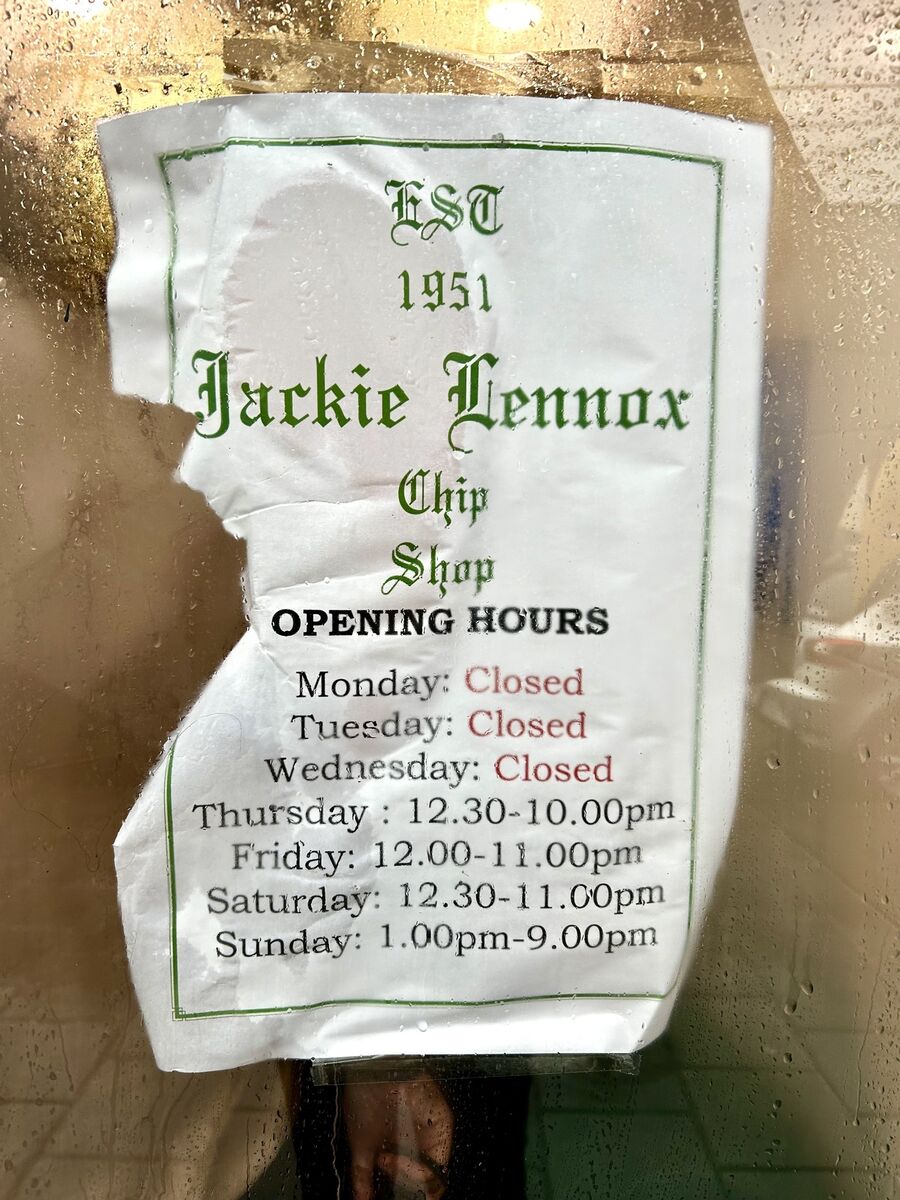 EST
1951
Jackie Lennox
Chip
Shop
OPENING HOURS
Monday: Closed
Tuesday: Closed
Wednesday: Closed
Thursday : 12.30-10.00pm
Friday: 12.00-11.00pm
Saturday: 12.30-11.00pm
Sunday: 1.00pm-9.00pm